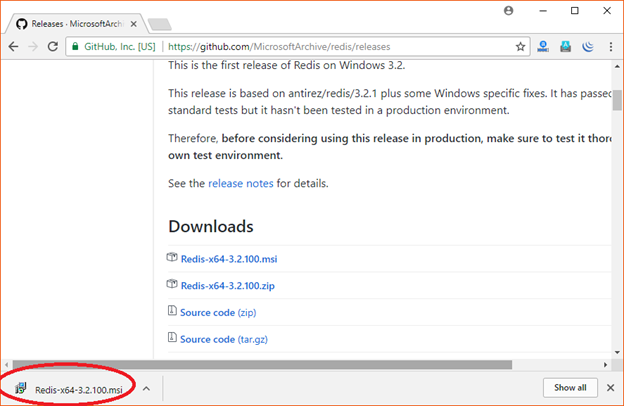 Releases · MicrosoftArchiv
GitHub, Inc. [US]
https://github.com/MicrosoftArchive/redis/releases
This is the first release of Redis on Windows 3.2.
This release is based on antirez/redis/3.2.1 plus some Windows specific fixes. It has passed
standard tests but it hasn't been tested in a production environment.
Therefore, before considering using this release in production, make sure to test it thor
own test environment.
See the release notes for details.
Downloads
Redis-x64-3.2.100.msi
Redis-x64-3.2.100.zip
Source code (zip)
Source code (tar.gz)
Redis-x64-3.2.100.msi
Show all